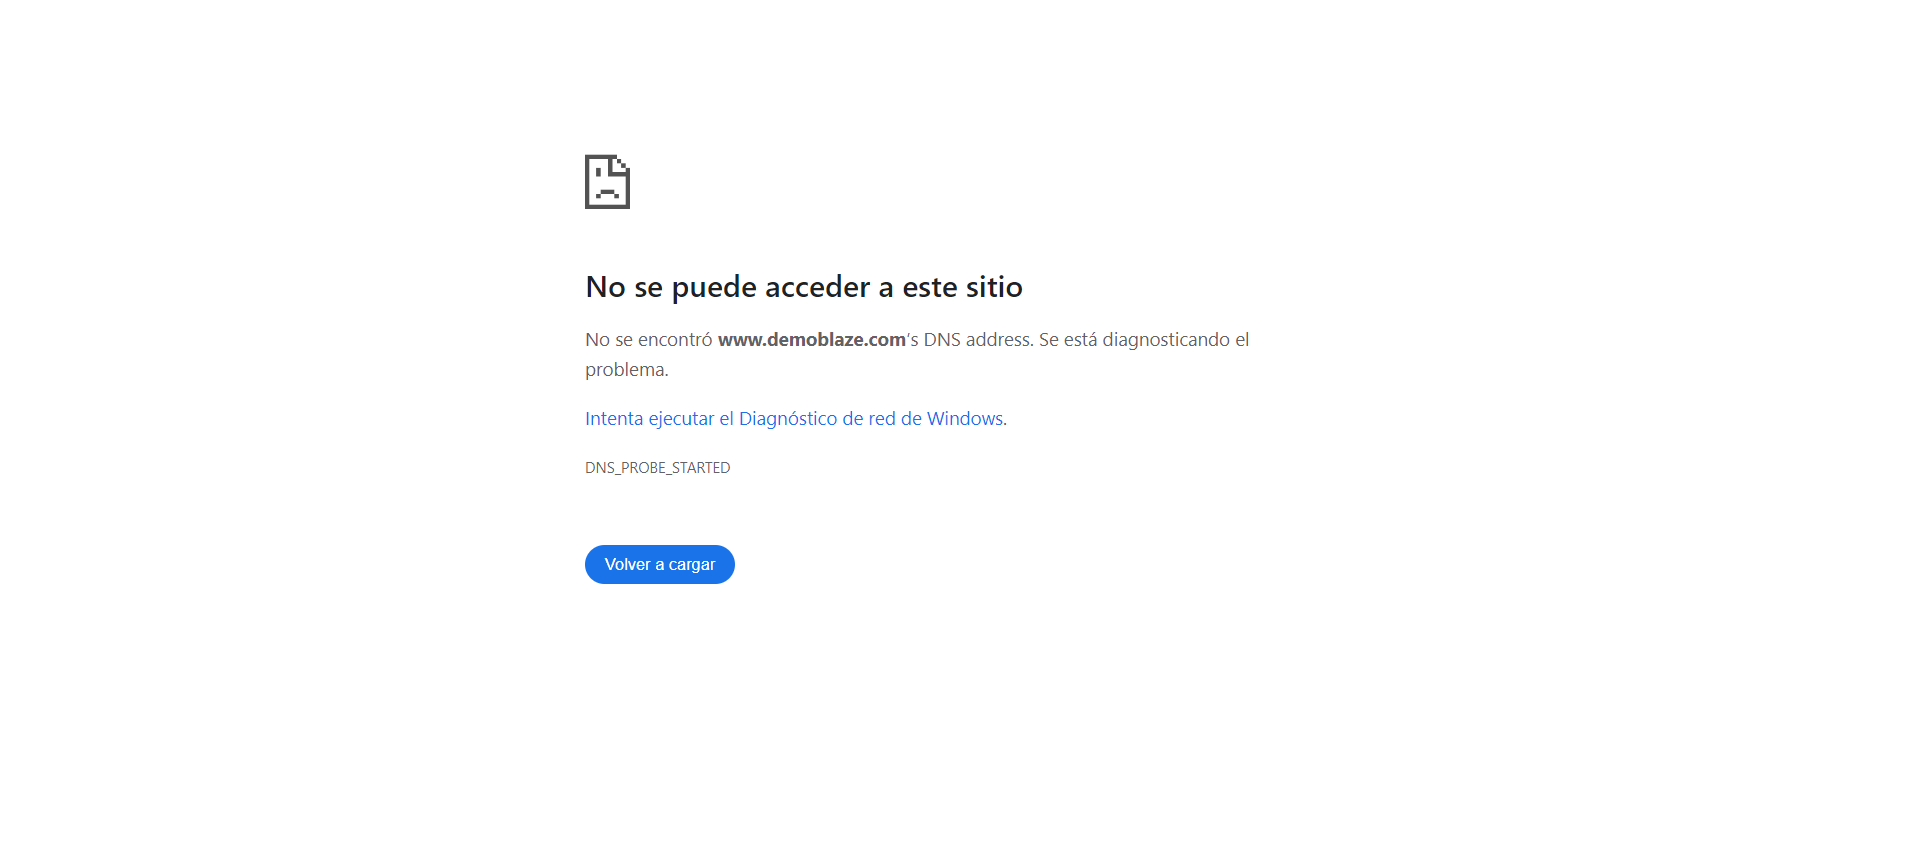 No se puede acceder a este sitio
No se encontró www.demoblaze.com's DNS address. Se está diagnosticando el
problema.
Intenta ejecutar el Diagnóstico de red de Windows.
DNS_PROBE_STARTED
Volver a cargar